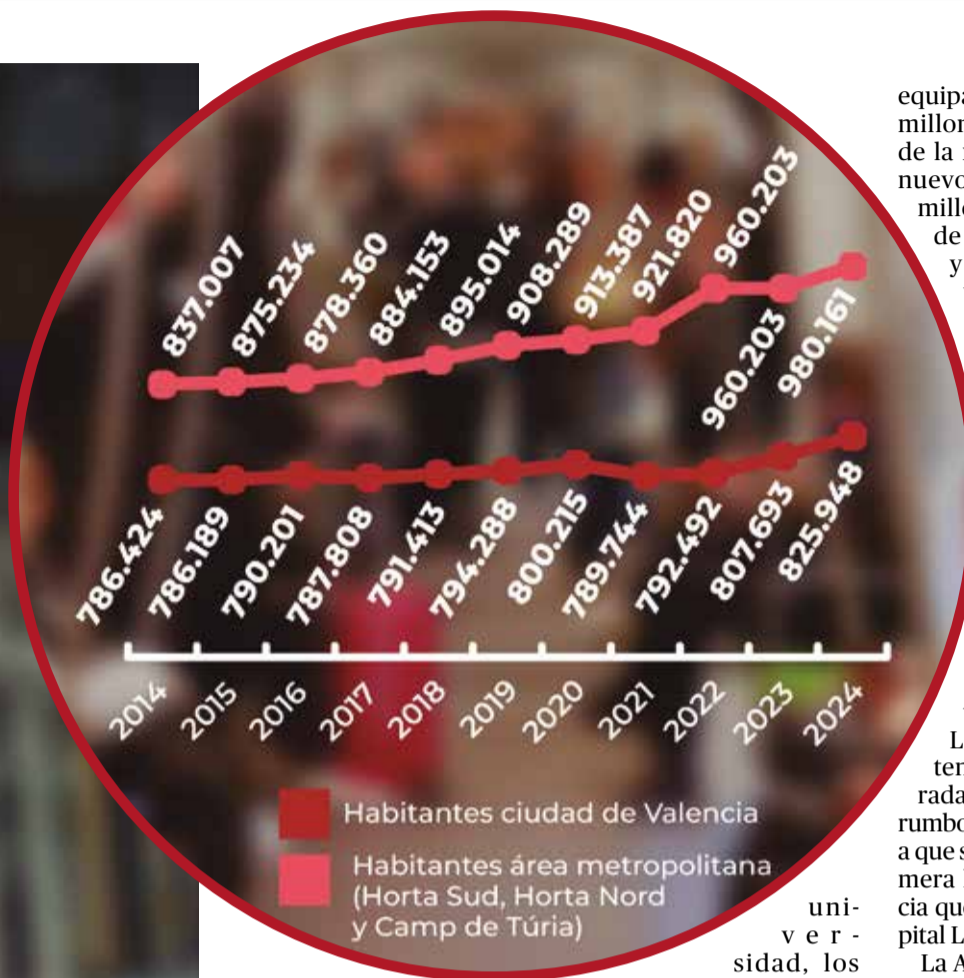 837.007
875.234
878.360
884.153
895.014
908.289
913.387
921.820
960.203
960.203
980.161
786.424
786.189
790.201
787.808
791.413
794.288
800.215
789.744
792.492
807.693
825.948
2014 2015 2016 2017 2018 2019 2020 2021 2022 2023 2024
Habitantes ciudad de Valencia
Habitantes área metropolitana
(Horta Sud, Horta Nord
y Camp de Túria)
uni-
ver-
sidad, los
equipa
millon
de la
nuevo
mill
de
y
L
ten
rada
rumbo
a que s
mera
cia que
pital L
La A